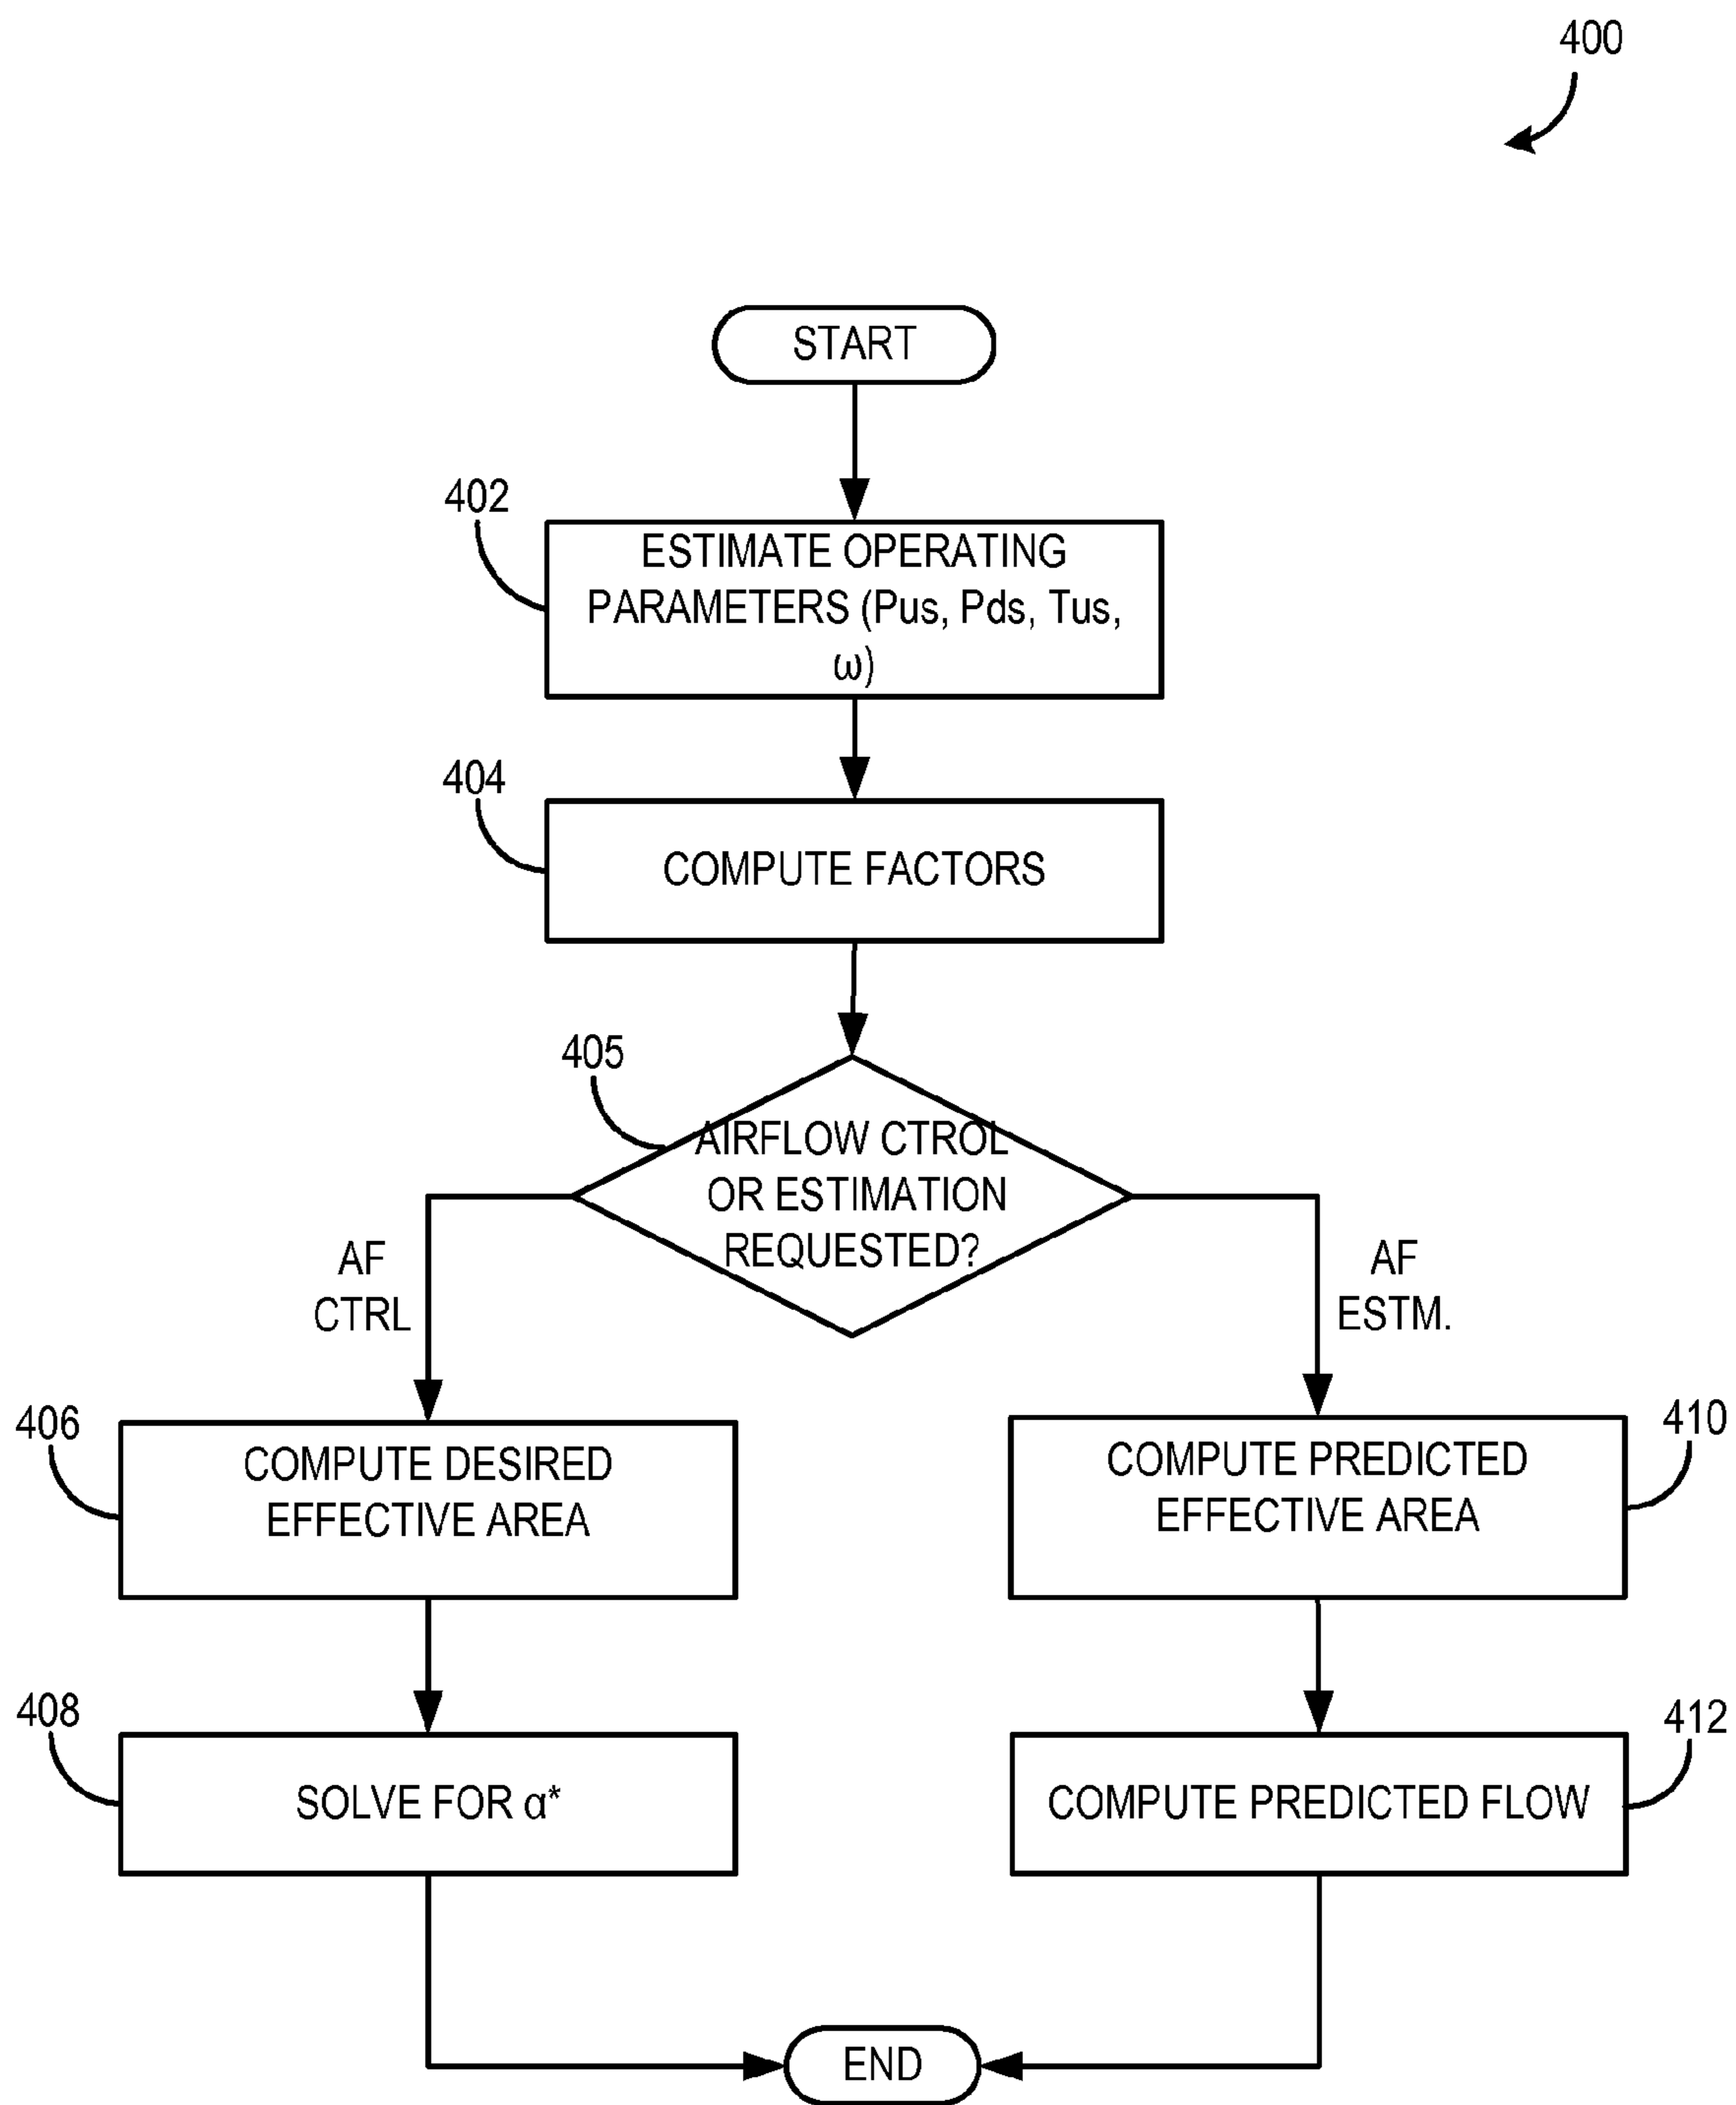 400
START
402
ESTIMATE OPERATING
PARAMETERS (Pus, Pds, Tus,
ω)
404
COMPUTE FACTORS
405
AIRFLOW CTROL
OR ESTIMATION
REQUESTED?
AF
CTRL
AF
ESTM.
406
COMPUTE DESIRED
EFFECTIVE AREA
410
COMPUTE PREDICTED
EFFECTIVE AREA
408
SOLVE FOR α*
412
COMPUTE PREDICTED FLOW
END